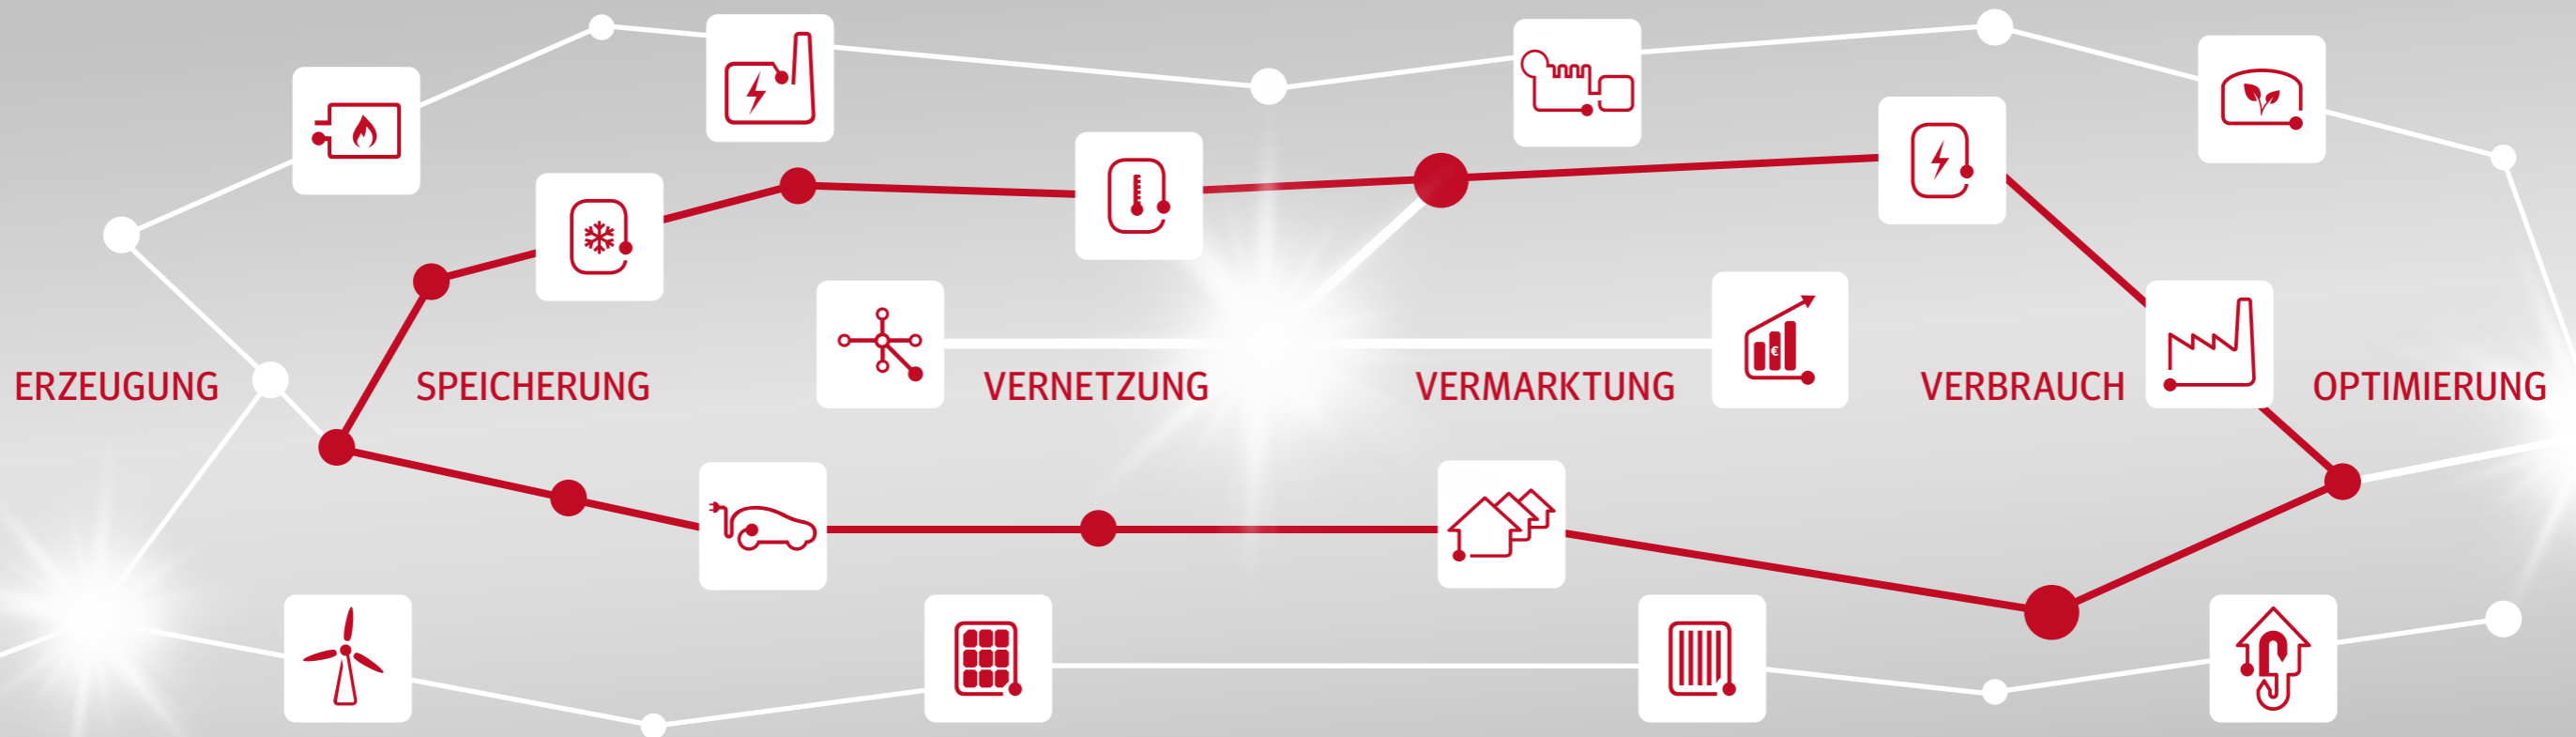 €
ERZEUGUNG
SPEICHERUNG
VERNETZUNG
VERMARKTUNG
VERBRAUCH
OPTIMIERUNG